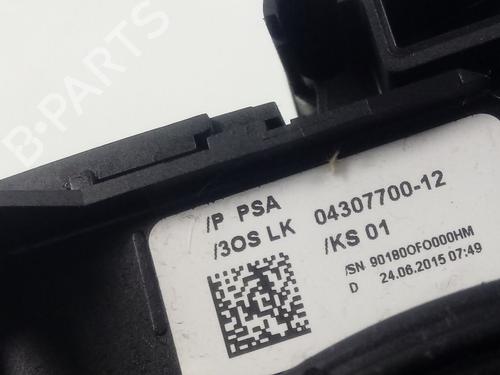 B-PARTS
/P PSA
/3OS LK 04307700-12
/KS 01
/SN 90180OFO000HM
D 24.06.2015 07:49